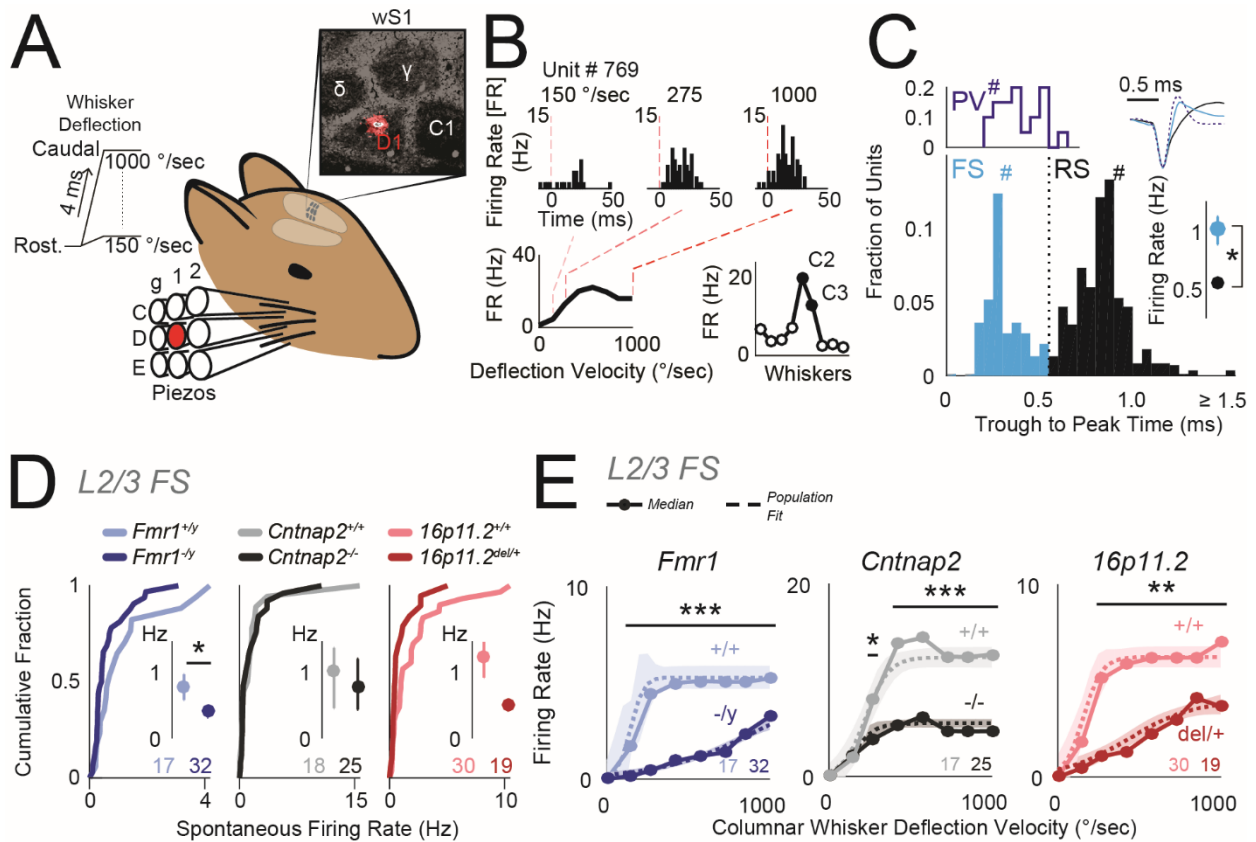 A
wS1
δ
γ
C1
D1
Whisker
Deflection
Caudal
1000 °/sec
4 ms
Rost.
150 °/sec
g 1 2
C
D
E
Piezos
B
Unit # 769
150 °/sec 275 1000
Firing Rate [FR]
(Hz)
15 15 15
0 50 0 50 0 50
Time (ms)
40
FR (Hz)
0
0 1000
Deflection Velocity (°/sec)
20
FR (Hz)
0
C2
C3
Whiskers
C
0.2
0.1
0
PV #
0.5 ms
FS # RS #
Fraction of Units
0.1
0.05
0
Firing Rate (Hz)
1
*
0.5
0 0.5 1.0 ≥ 1.5
Trough to Peak Time (ms)
D L2/3 FS
Fmr1+/y Cntnap2+/+ 16p11.2+/+
Fmr1-/y Cntnap2-/- 16p11.2del/+
Cumulative Fraction
1
0.5
0
Hz Hz Hz
*
1 1 1
0 0 0
17 32 18 25 30 19
0 4 0 15 0 10
Spontaneous Firing Rate (Hz)
E L2/3 FS
Median Population
Fit
Fmr1 Cntnap2 16p11.2
Firing Rate (Hz)
10 20 10
*** * *** **
+/+ +/+ +/+
-/y -/- del/+
17 32 17 25 30 19
0 0 0
0 1000 0 1000 0 1000
Columnar Whisker Deflection Velocity (°/sec)